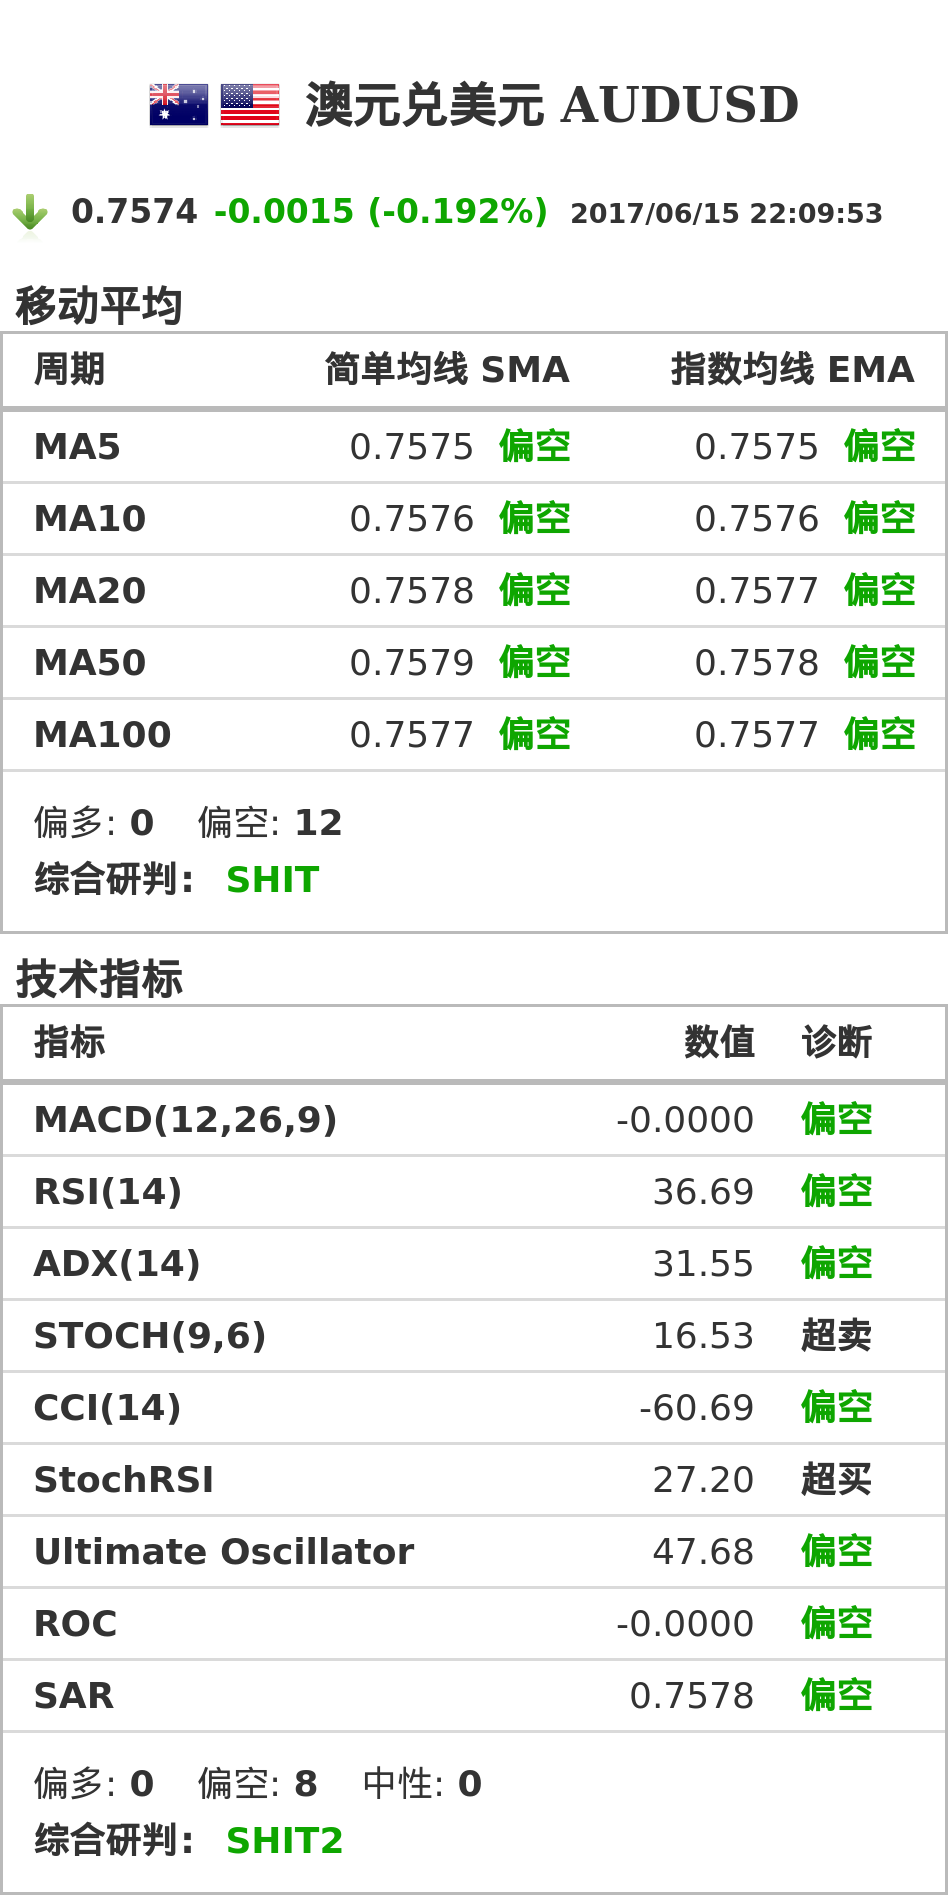 澳元兑美元 AUDUSD
0.7574 -0.0015 (-0.192%) 2017/06/15 22:09:53
移动平均
周期 简单均线 SMA 指数均线 EMA
MA5 0.7575 偏空 0.7575 偏空
MA10 0.7576 偏空 0.7576 偏空
MA20 0.7578 偏空 0.7577 偏空
MA50 0.7579 偏空 0.7578 偏空
MA100 0.7577 偏空 0.7577 偏空
偏多: 0 偏空: 12
综合研判: SHIT
技术指标
指标 数值 诊断
MACD(12,26,9) -0.0000 偏空
RSI(14) 36.69 偏空
ADX(14) 31.55 偏空
STOCH(9,6) 16.53 超卖
CCI(14) -60.69 偏空
StochRSI 27.20 超买
Ultimate Oscillator 47.68 偏空
ROC -0.0000 偏空
SAR 0.7578 偏空
偏多: 0 偏空: 8 中性: 0
综合研判: SHIT2